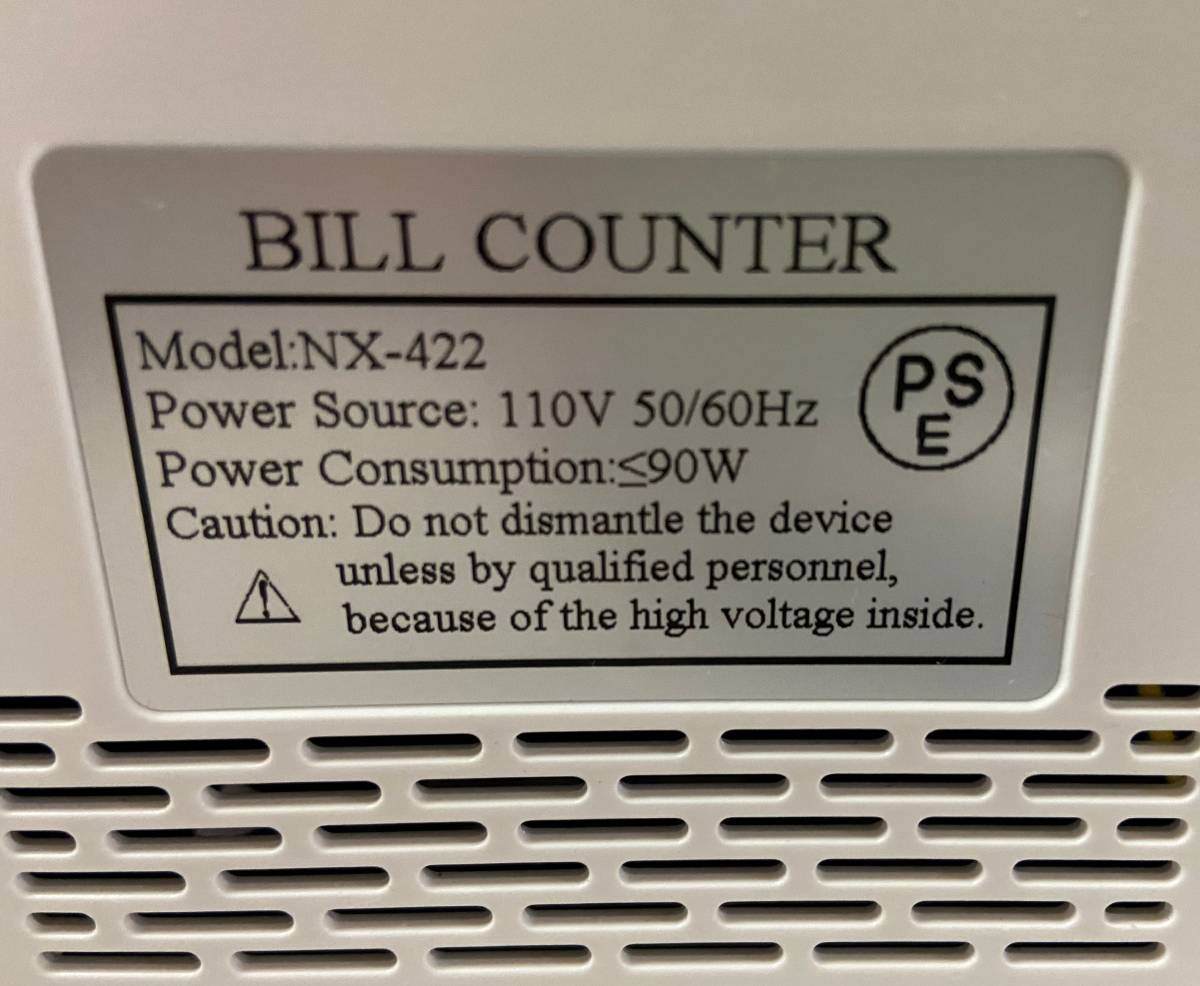 BILL COUNTER
Model:NX-422
Power Source: 110V 50/60Hz
PS
E
Power Consumption:≤90W
Caution: Do not dismantle the device
unless by qualified personnel,
because of the high voltage inside.